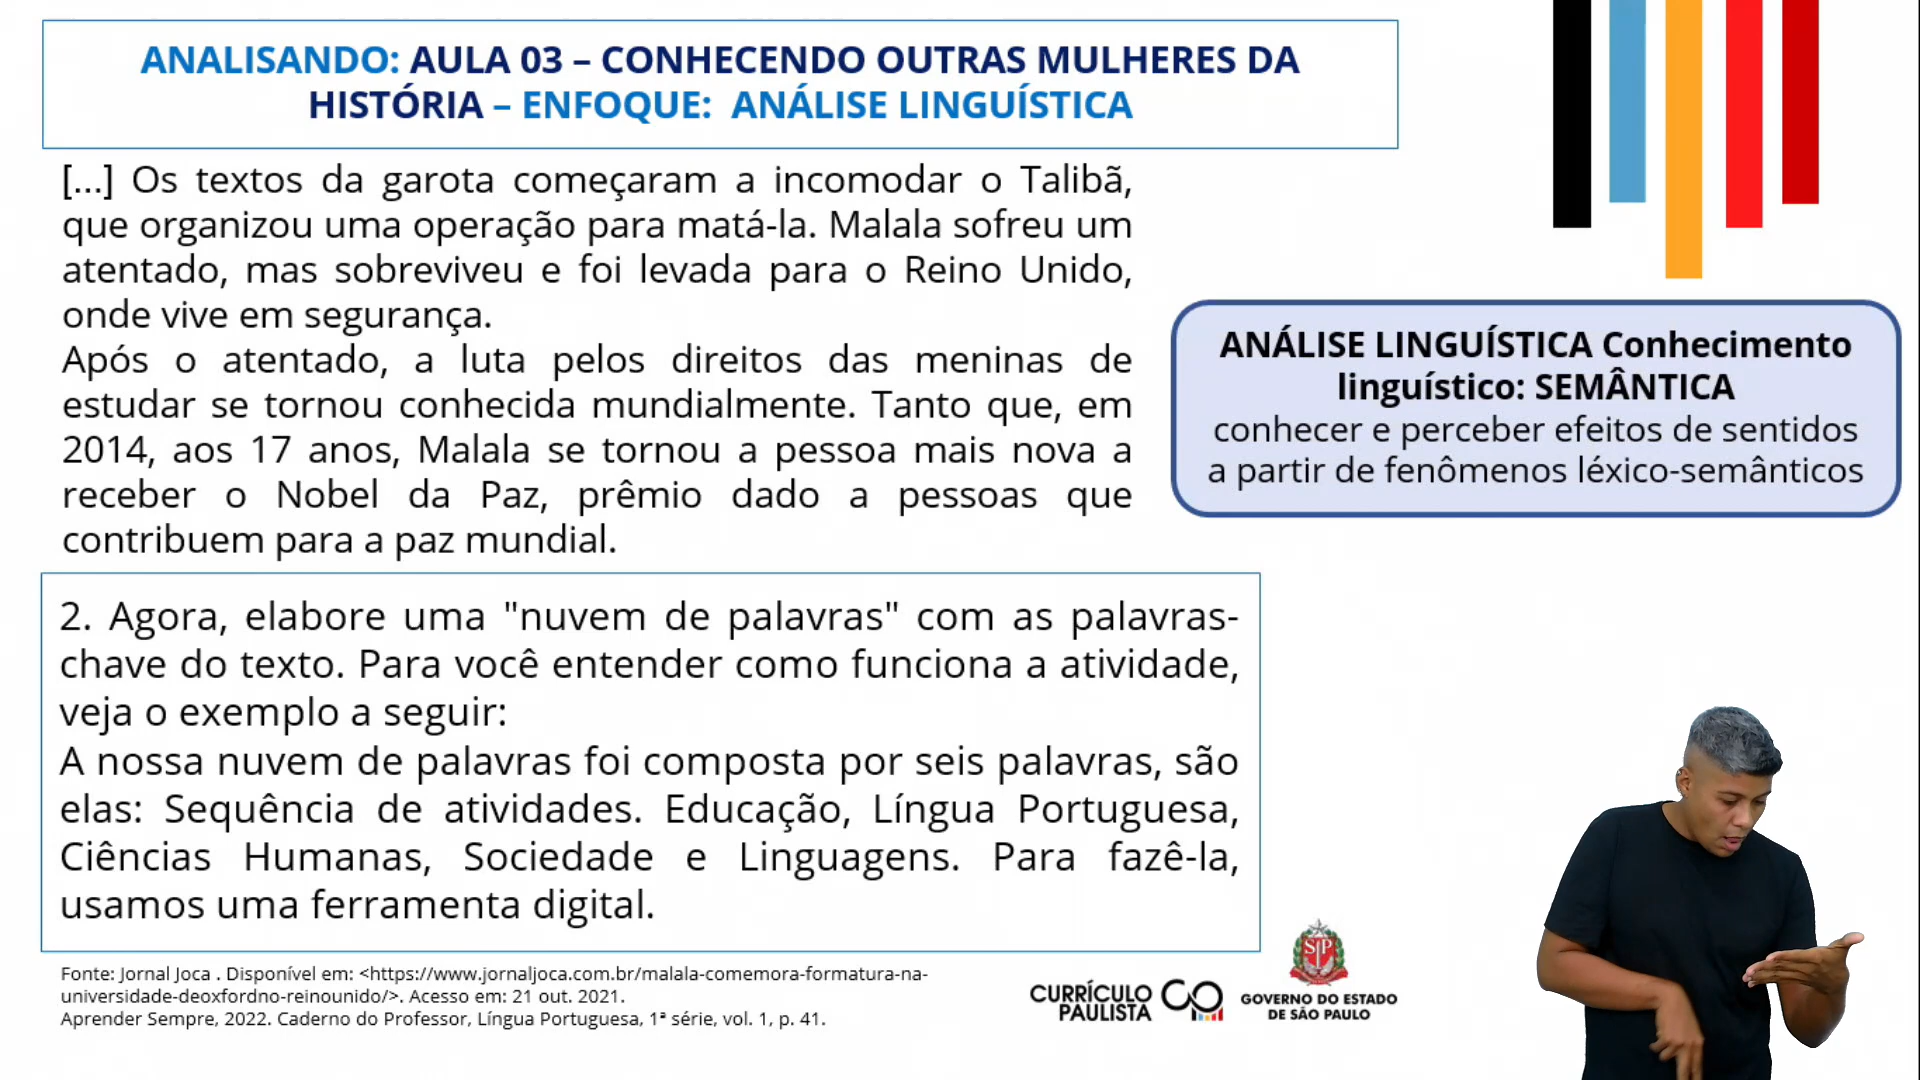 ANALISANDO: AULA 03 – CONHECENDO OUTRAS MULHERES DA
HISTÓRIA – ENFOQUE: ANÁLISE LINGUÍSTICA
[...] Os textos da garota começaram a incomodar o Talibã,
que organizou uma operação para matá-la. Malala sofreu um
atentado, mas sobreviveu e foi levada para o Reino Unido,
onde vive em segurança.
Após o atentado, a luta pelos direitos das meninas de
estudar se tornou conhecida mundialmente. Tanto que, em
2014, aos 17 anos, Malala se tornou a pessoa mais nova a
receber o Nobel da Paz, prêmio dado a pessoas que
contribuem para a paz mundial.
ANÁLISE LINGUÍSTICA Conhecimento
linguístico: SEMÂNTICA
conhecer e perceber efeitos de sentidos
a partir de fenômenos léxico-semânticos
2. Agora, elabore uma "nuvem de palavras" com as palavras-
chave do texto. Para você entender como funciona a atividade,
veja o exemplo a seguir:
A nossa nuvem de palavras foi composta por seis palavras, são
elas: Sequência de atividades. Educação, Língua Portuguesa,
Ciências Humanas, Sociedade e Linguagens. Para fazê-la,
usamos uma ferramenta digital.
Fonte: Jornal Joca . Disponível em: <https://www.jornaljoca.com.br/malala-comemora-formatura-na-
universidade-deoxfordno-reinounido/>. Acesso em: 21 out. 2021.
Aprender Sempre, 2022. Caderno do Professor, Língua Portuguesa, 1ª série, vol. 1, p. 41.
CURRÍCULO
PAULISTA
SP
GOVERNO DO ESTADO
DE SÃO PAULO